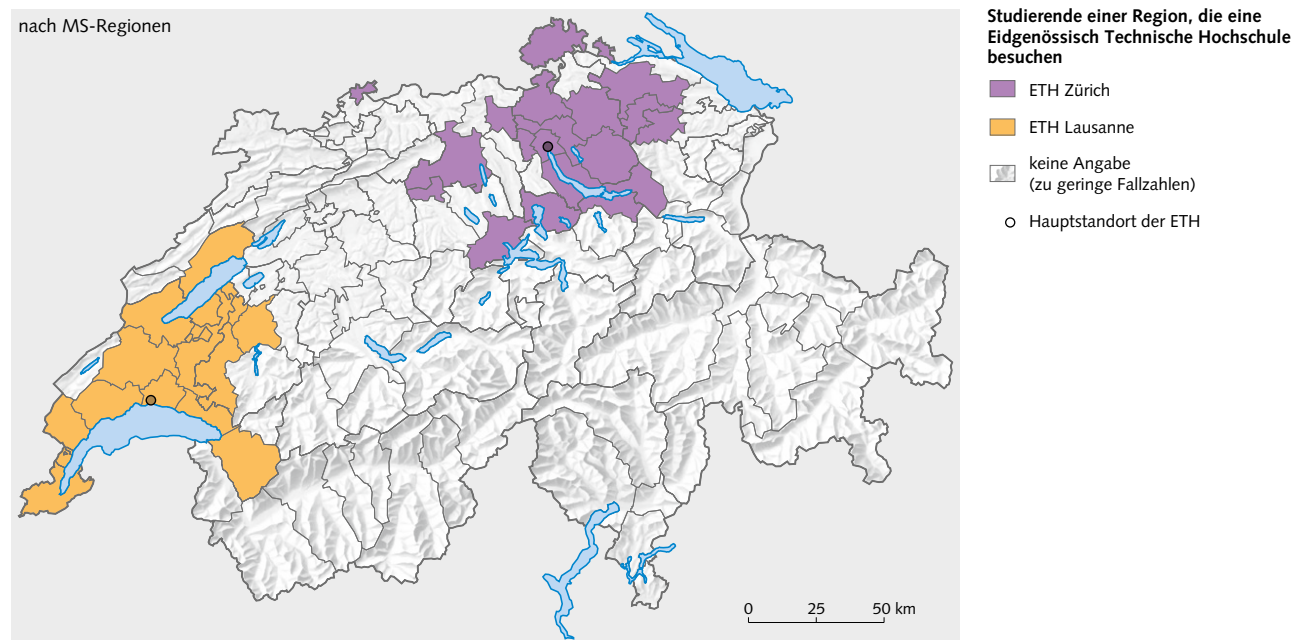 nach MS-Regionen
Studierende einer Region, die eine
Eidgenössisch Technische Hochschule
besuchen
ETH Zürich
ETH Lausanne
keine Angabe
(zu geringe Fallzahlen)
Hauptstandort der ETH
0 25 50 km